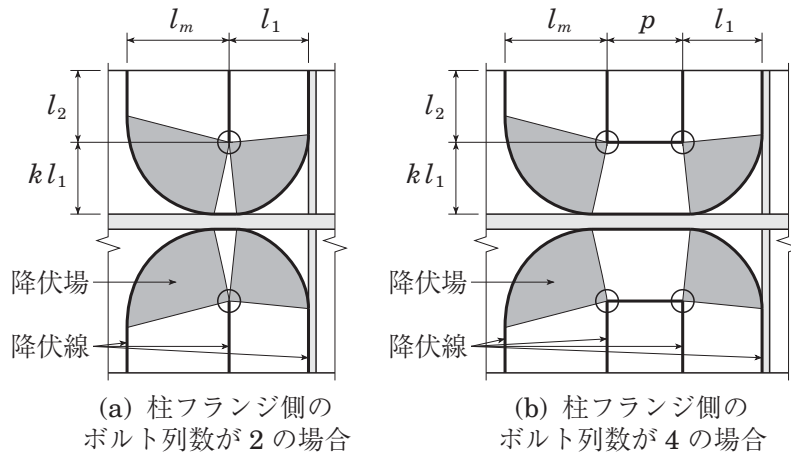 l_m l_1
l_2
k l_1
降伏場
降伏線
(a) 柱フランジ側の
ボルト列数が 2 の場合
l_m p l_1
l_2
k l_1
降伏場
降伏線
(b) 柱フランジ側の
ボルト列数が 4 の場合